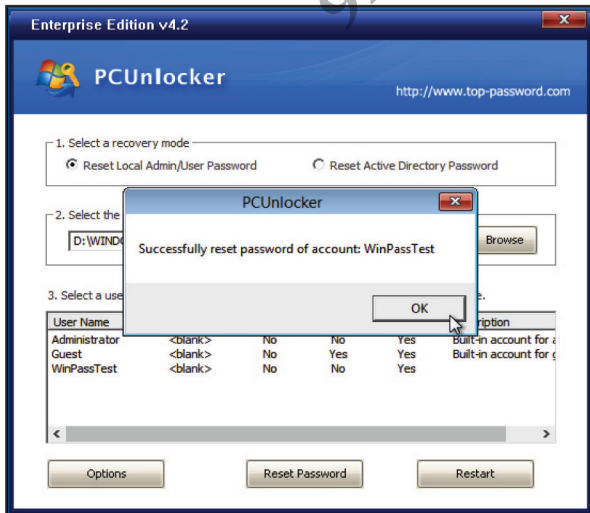 Enterprise Edition v4.2
PCUnlocker
http://www.top-password.com
1. Select a recovery mode
Reset Local Admin/User Password Reset Active Directory Password
PCUnlocker
2. Select the
D:\WIND
Browse
Successfully reset password of account: WinPassTest
OK
3. Select a use
User Name
Administrator <blank> No No Yes Built-in account for
Guest <blank> No Yes Yes Built-in account for
WinPassTest <blank> No No Yes
Options Reset Password Restart